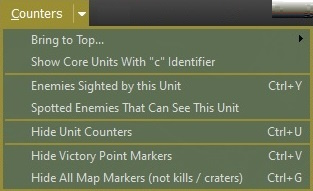 Counters
Bring to Top...
Show Core Units With "c" Identifier
Enemies Sighted by this Unit Ctrl+Y
Spotted Enemies That Can See This Unit
Hide Unit Counters Ctrl+U
Hide Victory Point Markers Ctrl+V
Hide All Map Markers (not kills / craters) Ctrl+G